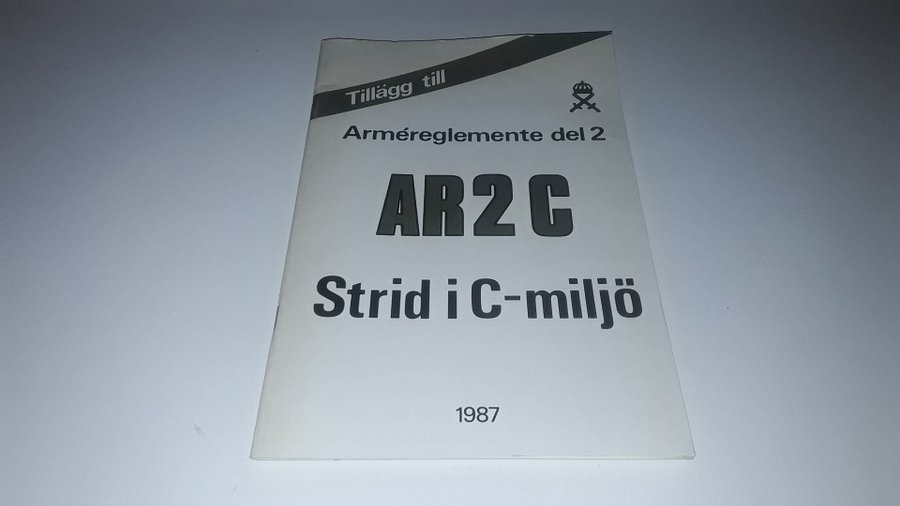 Tillägg till
Arméreglemente del 2
AR2 C
Strid i C-miljö
1987